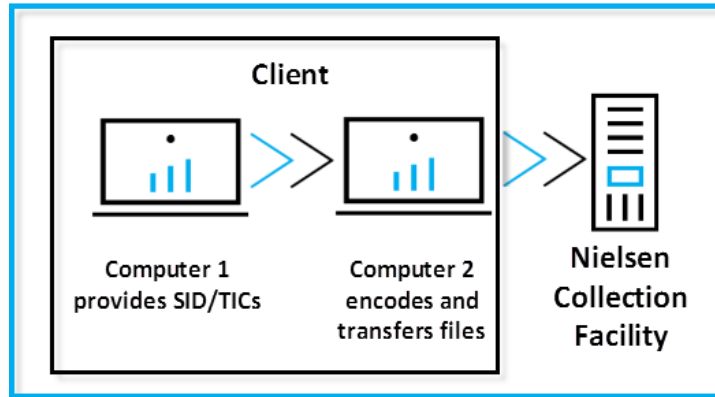 Client
Computer 1
provides SID/TICs
Computer 2
encodes and
transfers files
Nielsen
Collection
Facility